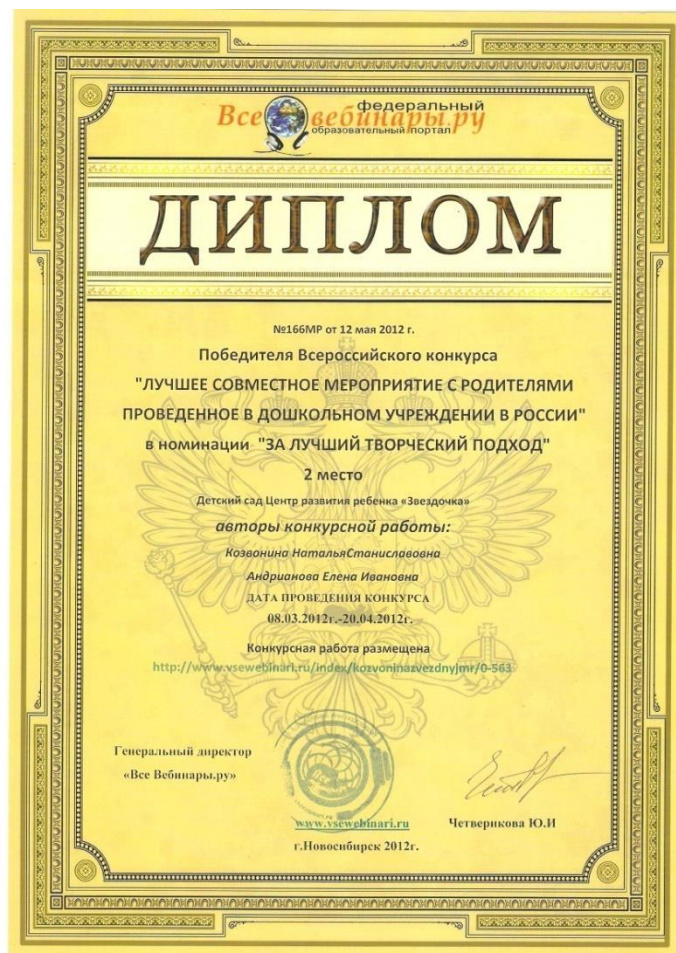 федеральный
Все вебинары.ру
образовательный портал
ДИПЛОМ
№166МР от 12 мая 2012 г.
Победителя Всероссийского конкурса
"ЛУЧШЕЕ СОВМЕСТНОЕ МЕРОПРИЯТИЕ С РОДИТЕЛЯМИ
ПРОВЕДЕННОЕ В ДОШКОЛЬНОМ УЧРЕЖДЕНИИ В РОССИИ"
в номинации "ЗА ЛУЧШИЙ ТВОРЧЕСКИЙ ПОДХОД"
2 место
Детский сад Центр развития ребенка «Звездочка»
авторы конкурсной работы:
Козвонина НатальяСтаниславовна
Андрианова Елена Ивановна
ДАТА ПРОВЕДЕНИЯ КОНКУРСА
08.03.2012г.-20.04.2012г.
Конкурсная работа размещена
http://www.vsewebinari.ru/index/kozvoninazvezdnyjmr/0-563
Генеральный директор
«Все Вебинары.ру»
www.vsewebinari.ru
Четверикова Ю.И
г.Новосибирск 2012г.